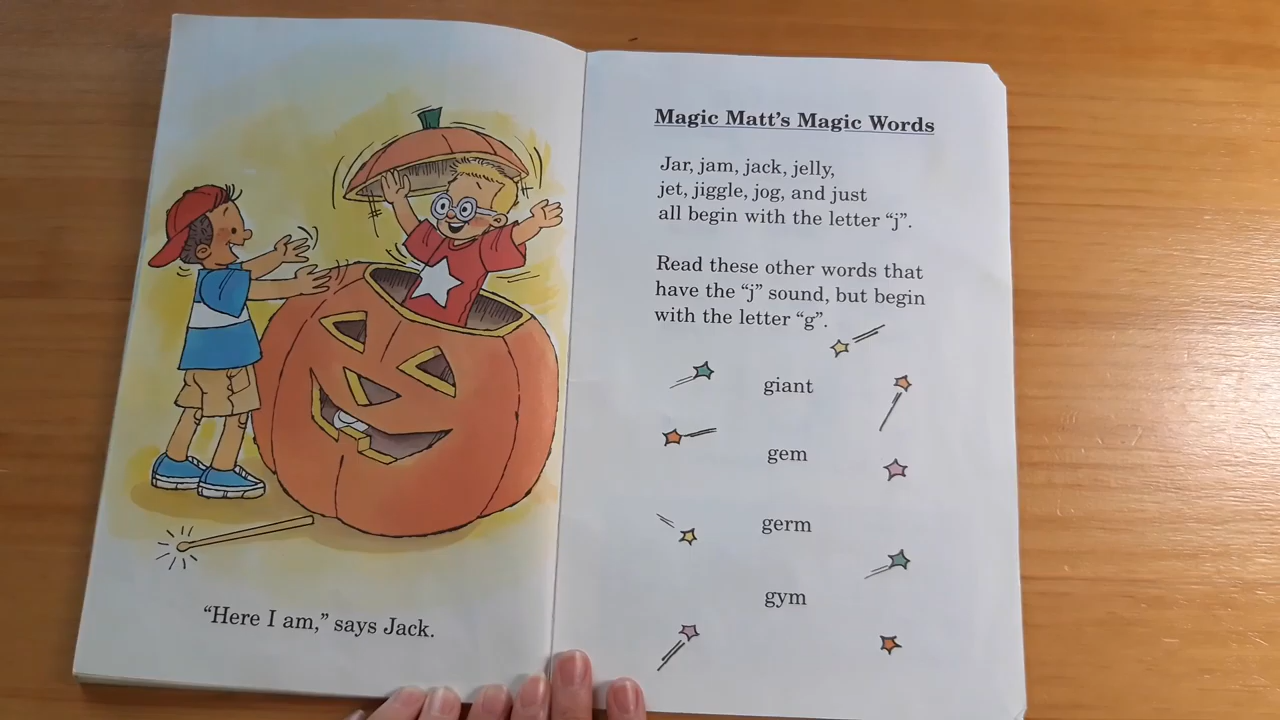 “Here I am,” says Jack.
Magic Matt’s Magic Words
Jar, jam, jack, jelly,
jet, jiggle, jog, and just
all begin with the letter “j”.
Read these other words that
have the “j” sound, but begin
with the letter “g”.
giant
gem
germ
gym